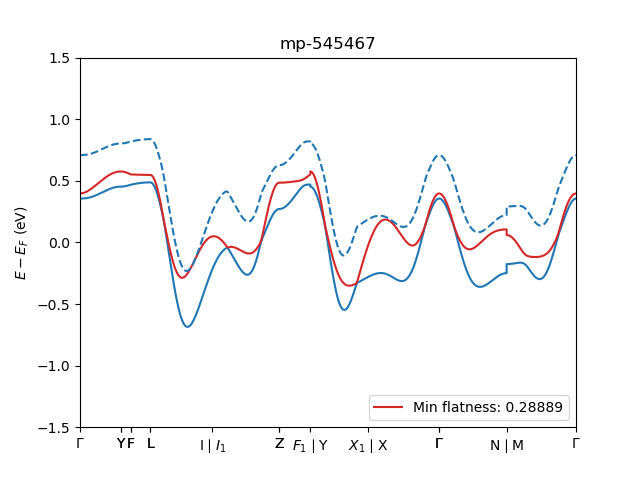 mp-545467
1.5
1.0
0.5
0.0
−0.5
−1.0
−1.5
E − E_F (eV)
Min flatness: 0.28889
Γ Y F L I | I₁ Z F₁ | Y X₁ | X Γ N | M Γ